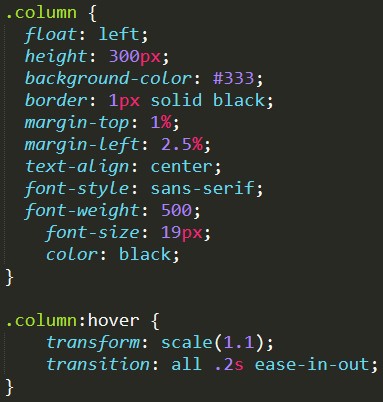 .column {
  float: left;
  height: 300px;
  background-color: #333;
  border: 1px solid black;
  margin-top: 1%;
  margin-left: 2.5%;
  text-align: center;
  font-style: sans-serif;
  font-weight: 500;
    font-size: 19px;
    color: black;
}

.column:hover {
    transform: scale(1.1);
    transition: all .2s ease-in-out;
}